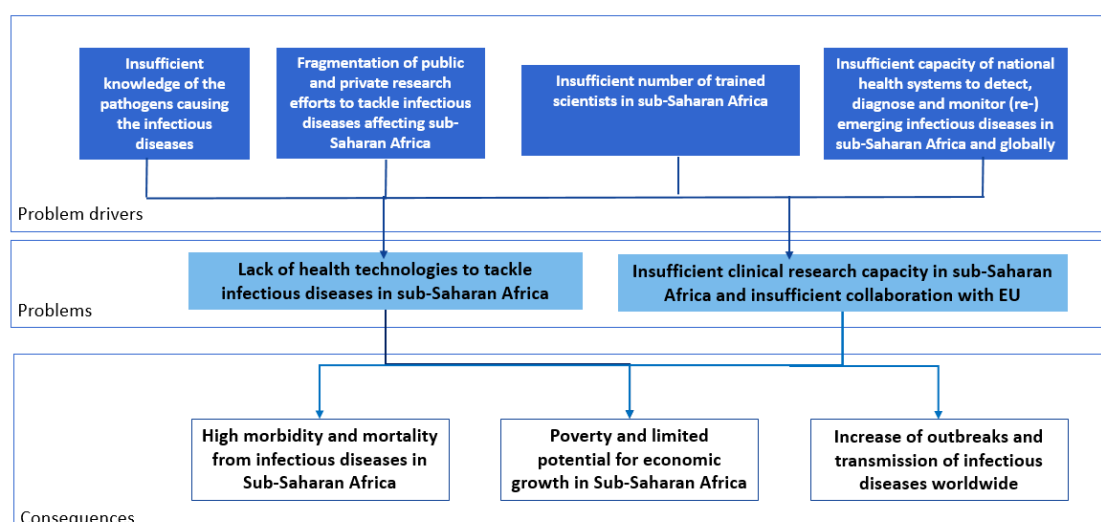 Insufficient
knowledge of the
pathogens causing
the infectious
diseases
Fragmentation of public
and private research
efforts to tackle infectious
diseases affecting sub-
Saharan Africa
Insufficient number of trained
scientists in sub-Saharan Africa
Insufficient capacity of national
health systems to detect,
diagnose and monitor (re-)
emerging infectious diseases in
sub-Saharan Africa and globally
Problem drivers
Lack of health technologies to tackle
infectious diseases in sub-Saharan Africa
Insufficient clinical research capacity in sub-Saharan
Africa and insufficient collaboration with EU
Problems
High morbidity and mortality
from infectious diseases in
Sub-Saharan Africa
Poverty and limited
potential for economic
growth in Sub-Saharan Africa
Increase of outbreaks and
transmission of infectious
diseases worldwide
Consequences